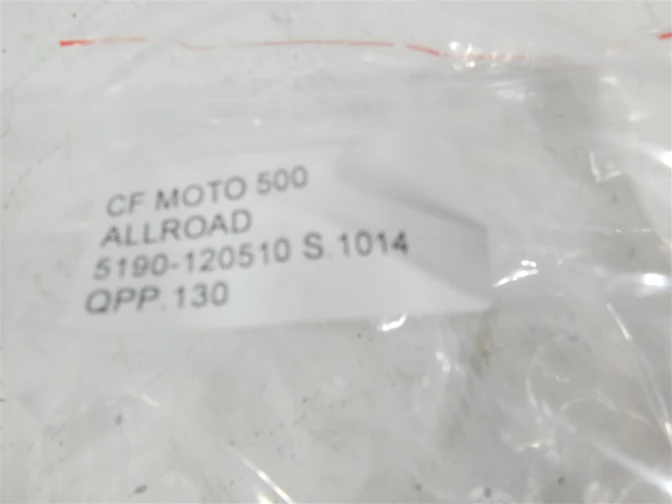 CF MOTO 500
ALLROAD
5190-120510 S.1014
QPP.130